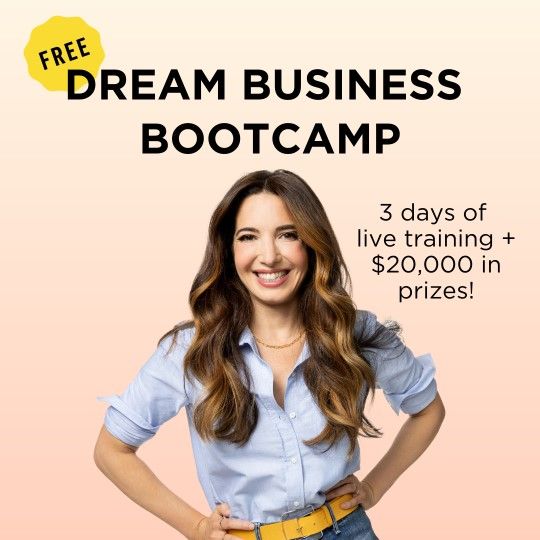 FREE
DREAM BUSINESS
BOOTCAMP
3 days of
live training +
$20,000 in
prizes!